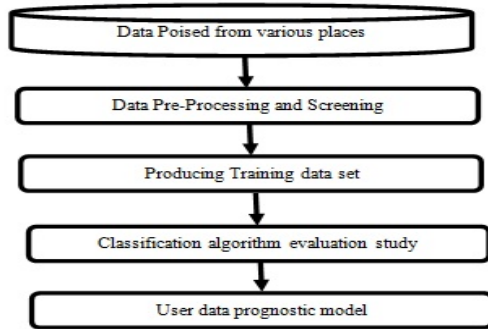 Data Poised from various places
Data Pre-Processing and Screening
Producing Training data set
Classification algorithm evaluation study
User data prognostic model